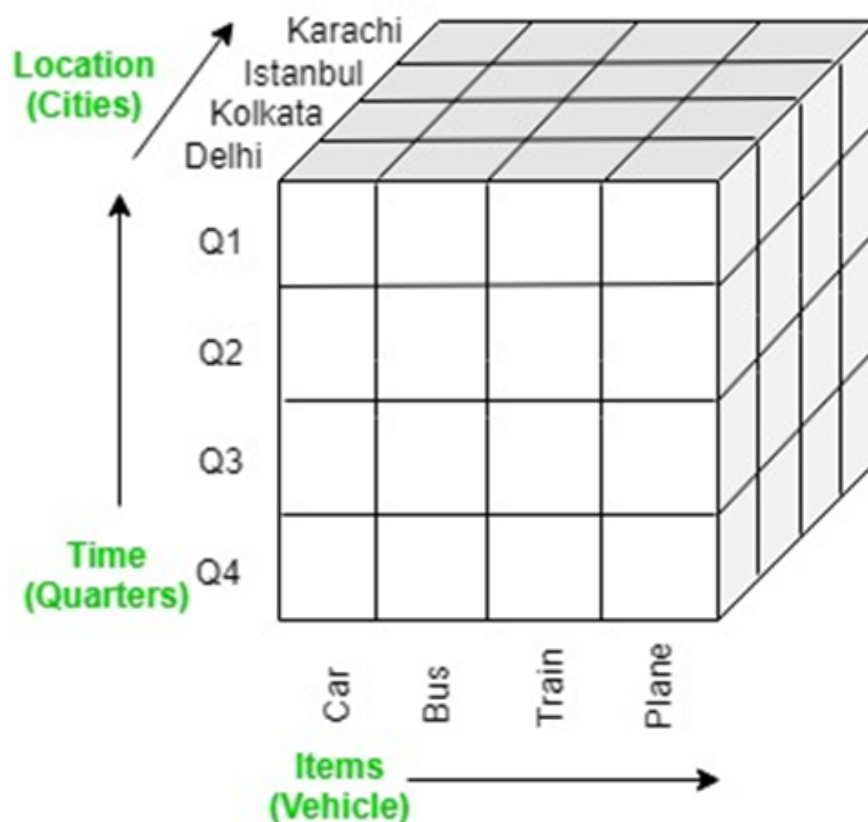 Karachi
Location
(Cities)
Istanbul
Kolkata
Delhi
Q1
Q2
Q3
Time
(Quarters)
Q4
Car
Bus
Train
Plane
Items
(Vehicle)